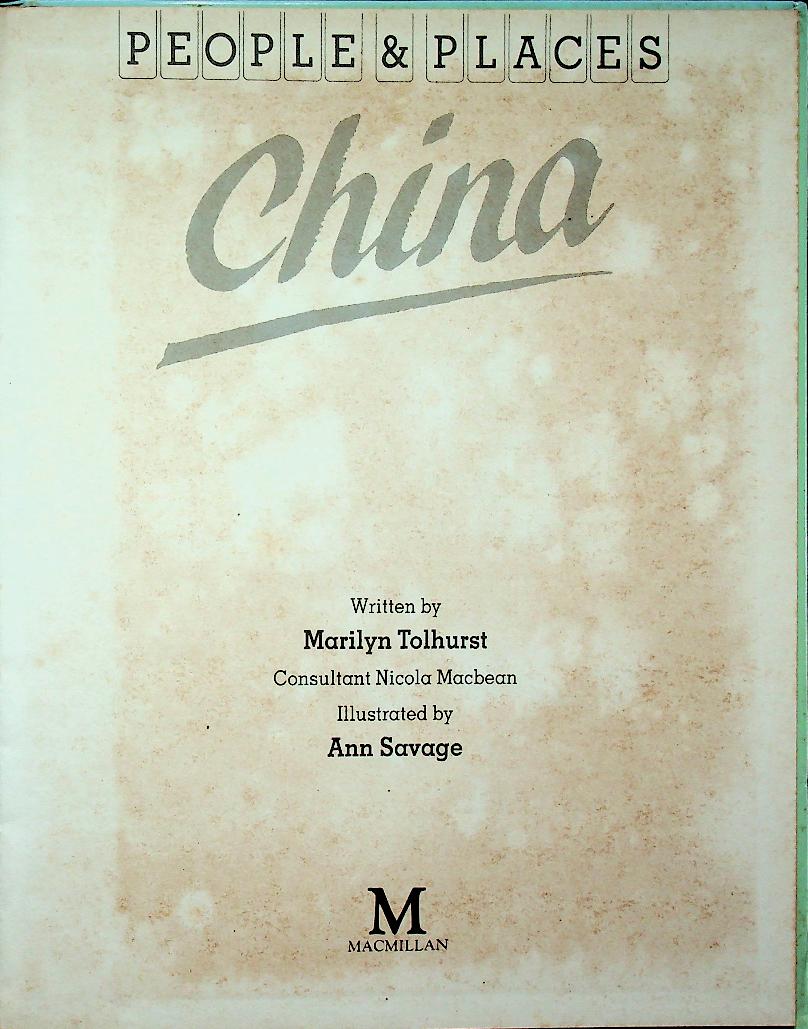 PEOPLE & PLACES
China
Written by
Marilyn Tolhurst
Consultant Nicola Macbean
Illustrated by
Ann Savage
M
MACMILLAN